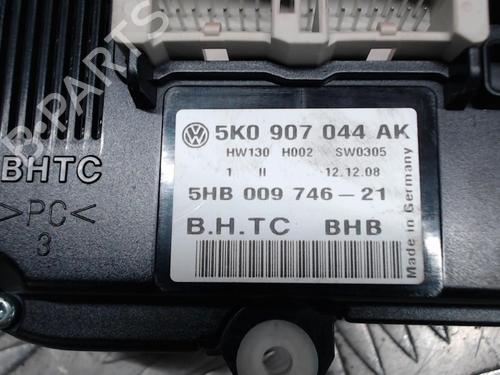 B-PARTS
5K0 907 044 AK
HW130 H002 SW0305
1 II 12.12.08
5HB 009 746-21
B.H.TC BHB
Made in Germany
BHTC
>PC<
3